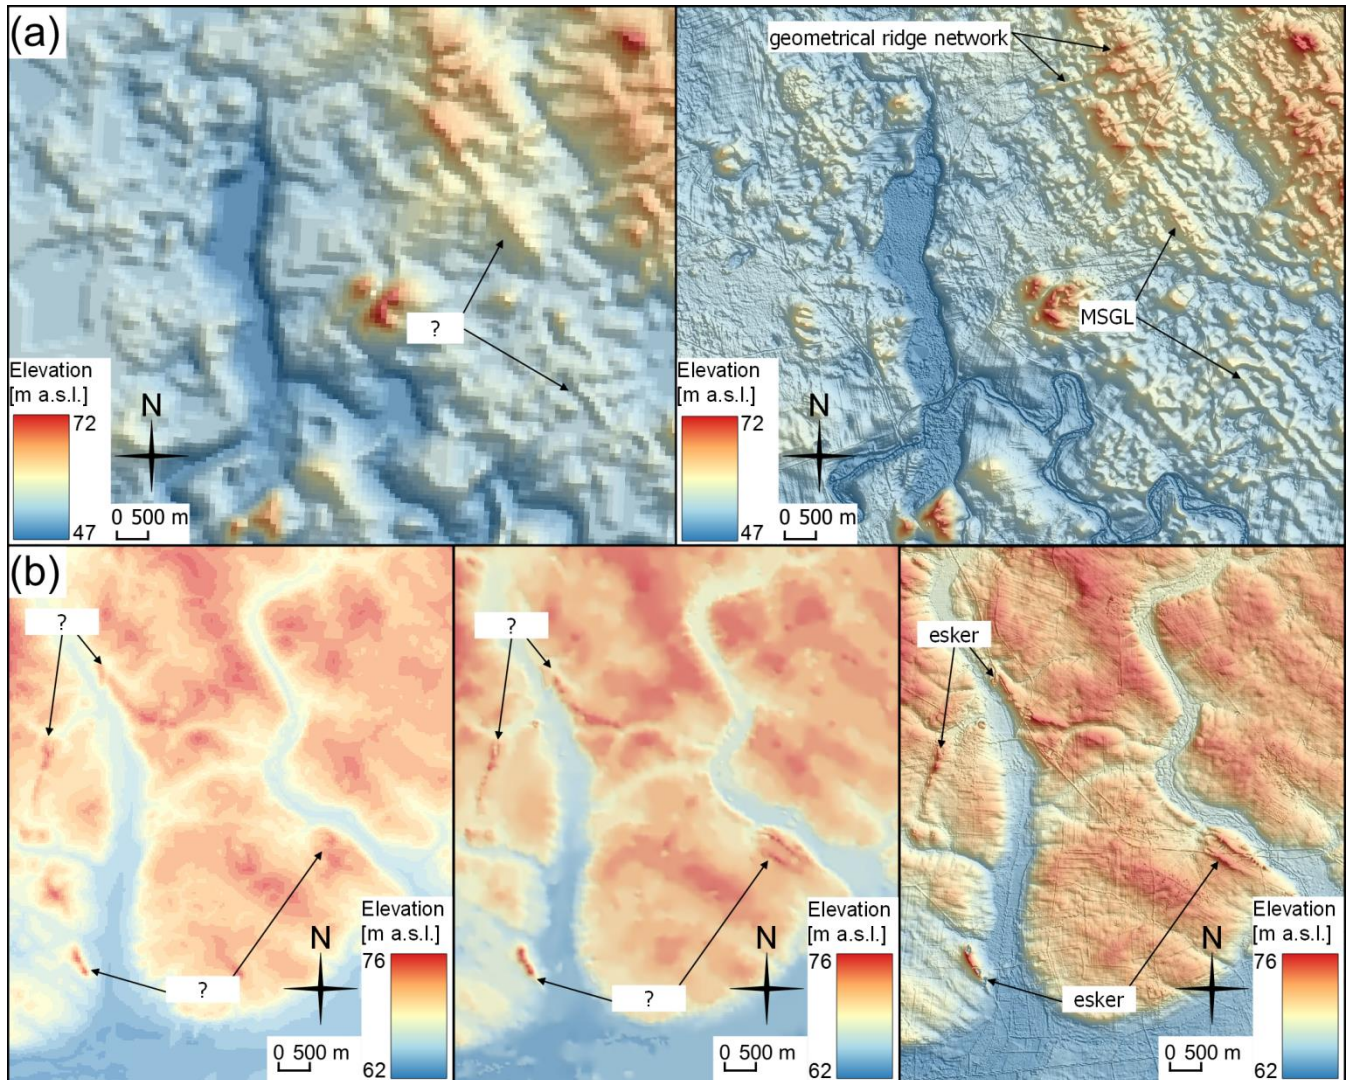 (a)
geometrical ridge network
?
MSGL
Elevation
[m a.s.l.]
72
47
N
0 500 m
Elevation
[m a.s.l.]
72
47
N
0 500 m
(b)
?
?
esker
?
?
esker
Elevation
[m a.s.l.]
76
62
N
0 500 m
Elevation
[m a.s.l.]
76
62
N
0 500 m
Elevation
[m a.s.l.]
76
62
N
0 500 m